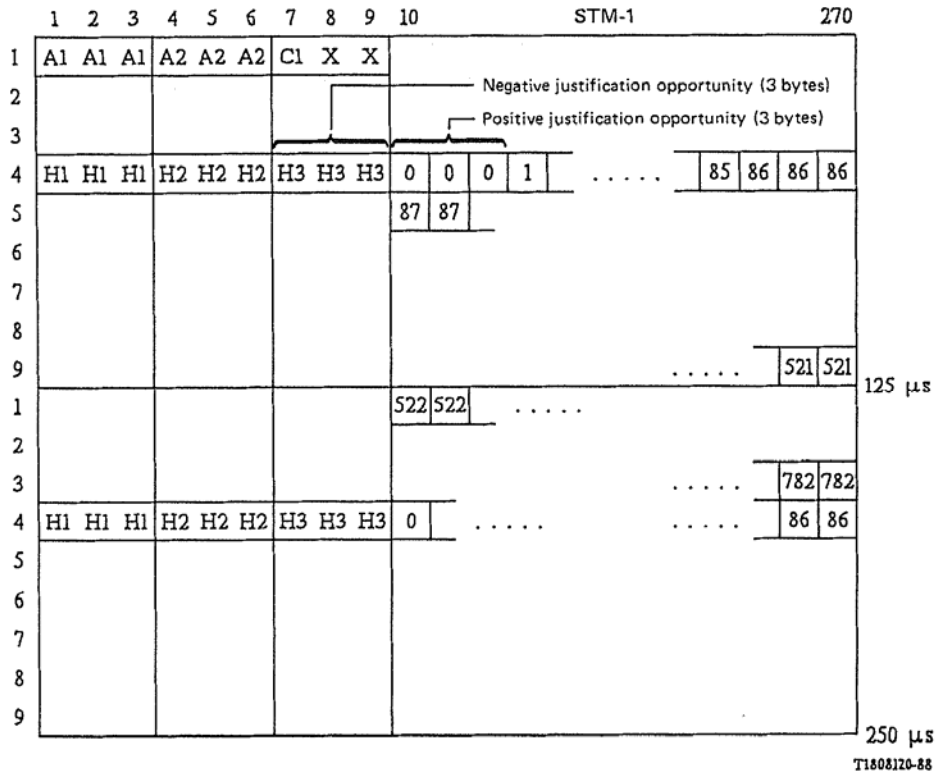 1 2 3 4 5 6 7 8 9 10 STM-1 270
1 A1 A1 A1 A2 A2 A2 C1 X X
2 Negative justification opportunity (3 bytes)
3 Positive justification opportunity (3 bytes)
4 H1 H1 H1 H2 H2 H2 H3 H3 H3 0 0 0 1 . . . . . 85 86 86 86
5 87 87
6
7
8
9 . . . . . 521 521
125 μs
1 522 522 . . . . .
2
3 . . . . . 782 782
4 H1 H1 H1 H2 H2 H2 H3 H3 H3 0 . . . . . . . . . . 86 86
5
6
7
8
9
250 μs
T1808120-88